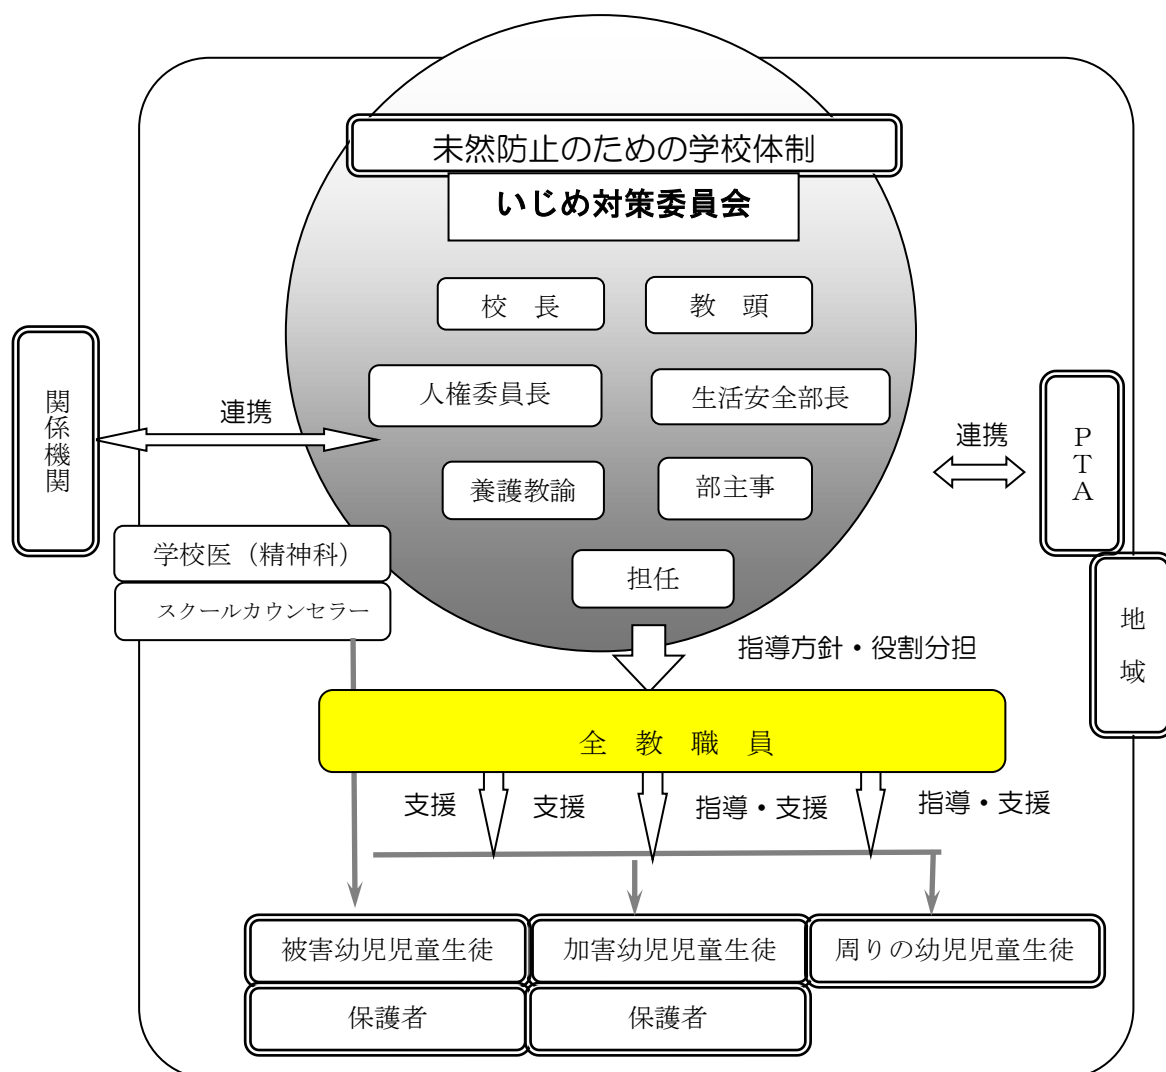 未然防止のための学校体制
いじめ対策委員会
校　長
教　頭
人権委員長
生活安全部長
養護教諭
部主事
担任
関係機関
連携
連携
PTA
地域
学校医（精神科）
スクールカウンセラー
指導方針・役割分担
全　教　職　員
支援
支援
指導・支援
指導・支援
被害幼児児童生徒
加害幼児児童生徒
周りの幼児児童生徒
保護者
保護者